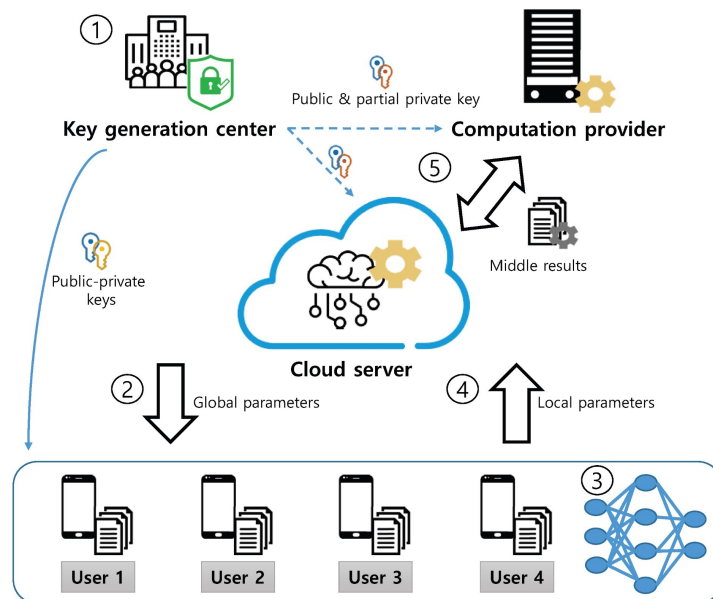 1
Public & partial private key
Key generation center
Computation provider
5
Public-private
keys
Middle results
Cloud server
2
Global parameters
4
Local parameters
3
User 1
User 2
User 3
User 4